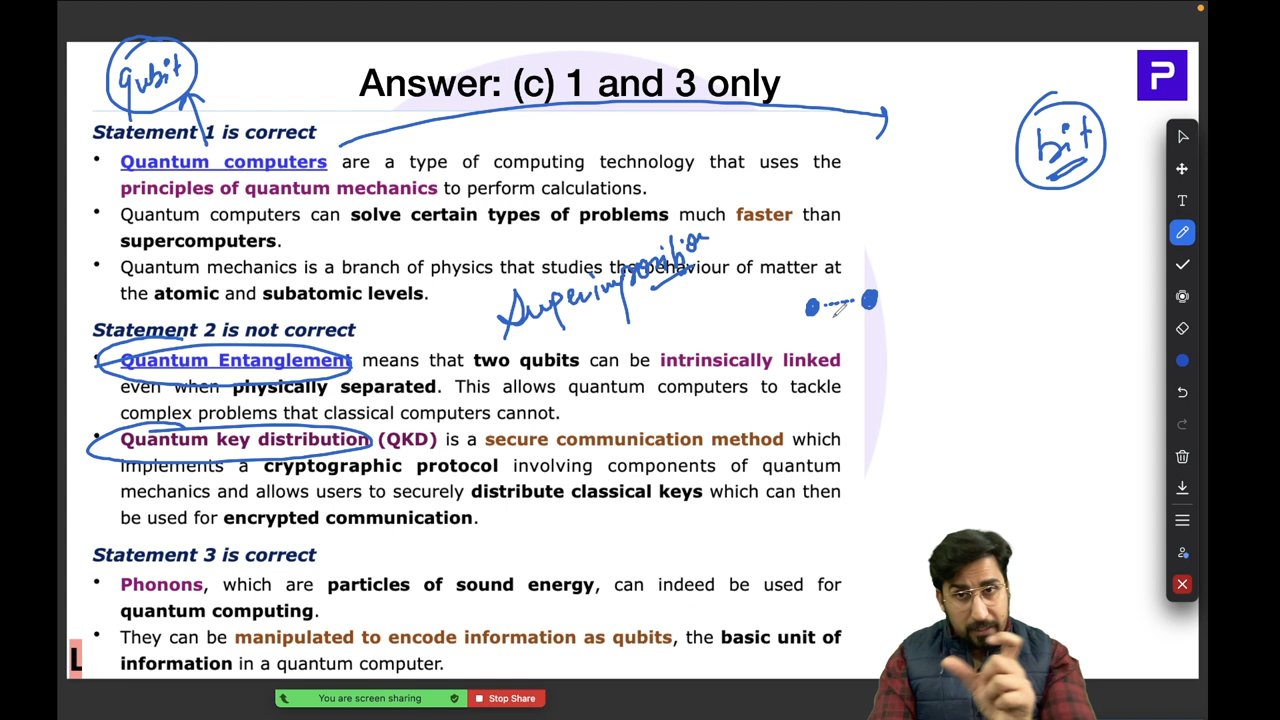 qubit
Answer: (c) 1 and 3 only
P
bit
Statement 1 is correct
• Quantum computers are a type of computing technology that uses the
principles of quantum mechanics to perform calculations.
• Quantum computers can solve certain types of problems much faster than
supercomputers.
• Quantum mechanics is a branch of physics that studies the behaviour of matter at
the atomic and subatomic levels.
Superimposition
Statement 2 is not correct
• Quantum Entanglement means that two qubits can be intrinsically linked
even when physically separated. This allows quantum computers to tackle
complex problems that classical computers cannot.
• Quantum key distribution (QKD) is a secure communication method which
implements a cryptographic protocol involving components of quantum
mechanics and allows users to securely distribute classical keys which can then
be used for encrypted communication.
Statement 3 is correct
• Phonons, which are particles of sound energy, can indeed be used for
quantum computing.
• They can be manipulated to encode information as qubits, the basic unit of
information in a quantum computer.
L
You are screen sharing
Stop Share
T